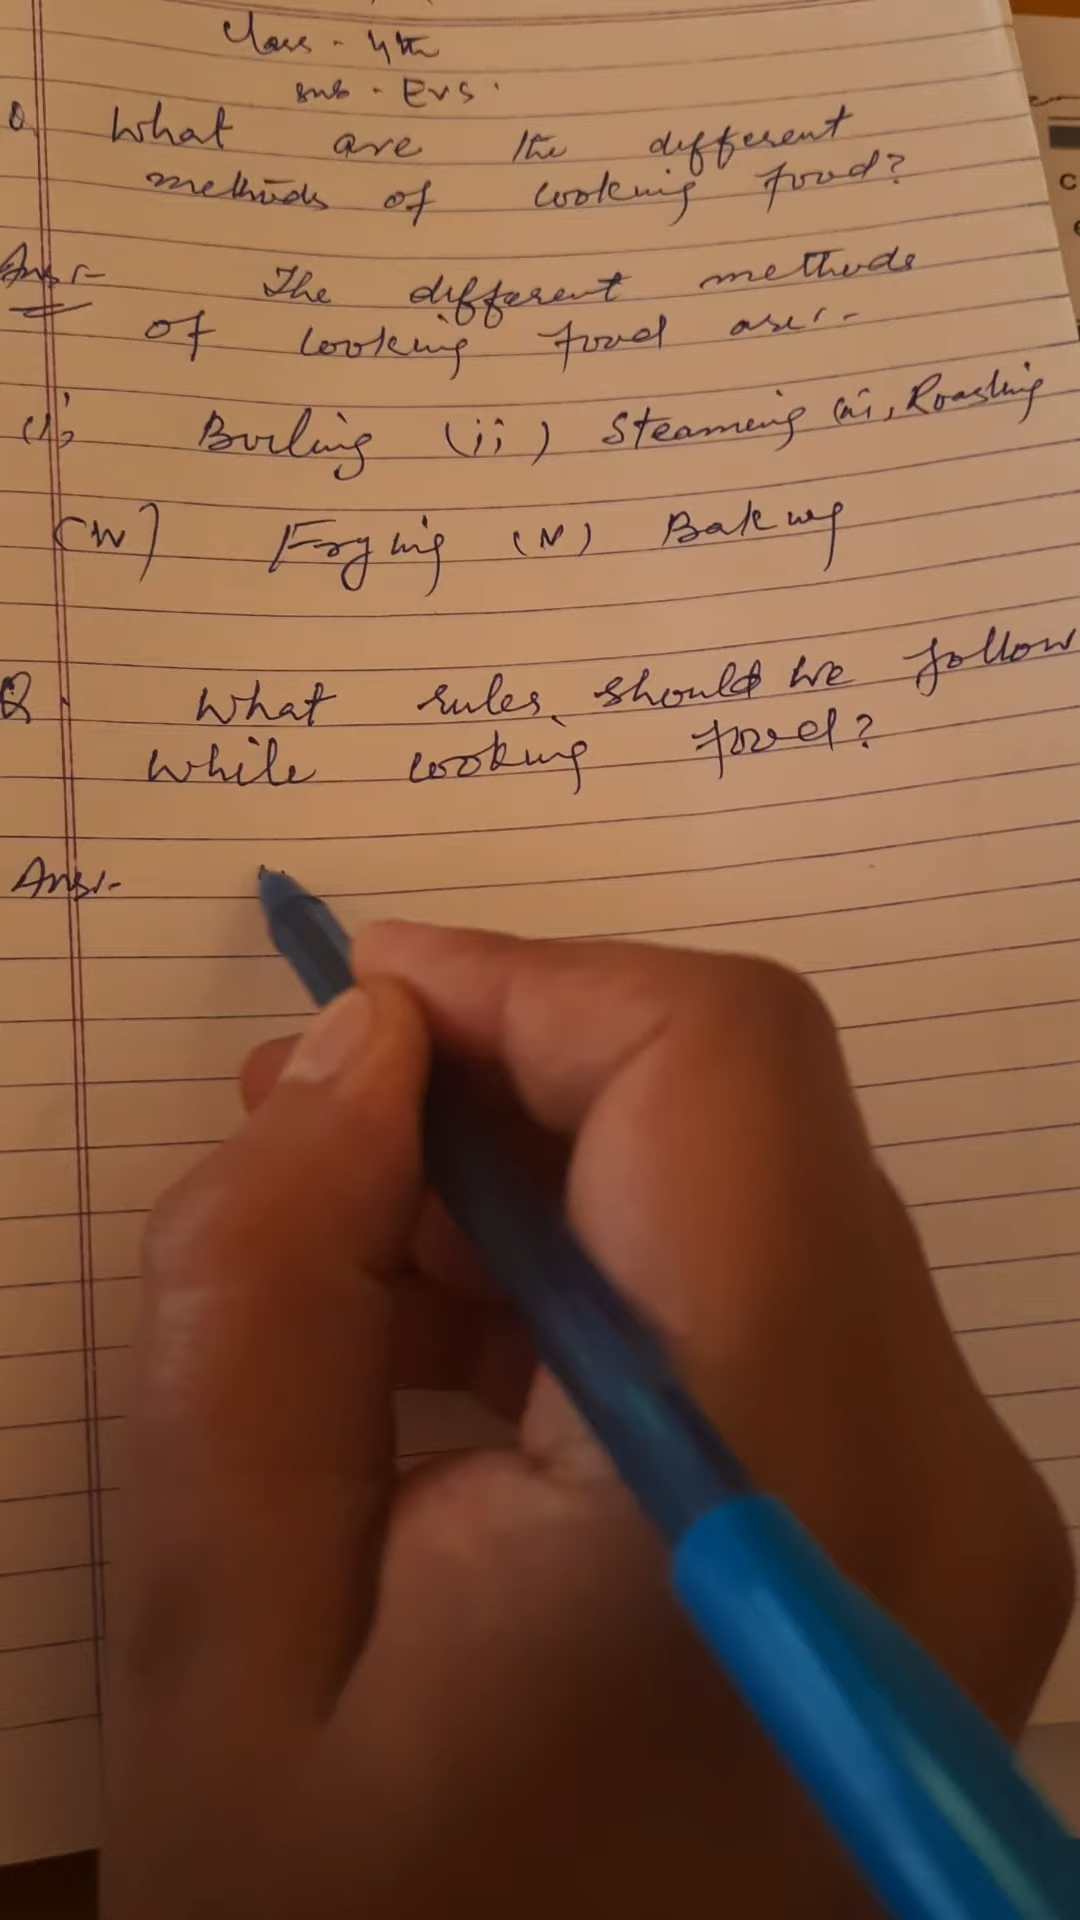 Class - 4th
Sub - EVS.
Q What are the different
methods of cooking food?
Ans:- The different methods
of cooking food are:-
(i) Boiling (ii) Steaming (iii) Roasting
(iv) Frying (v) Baking
Q. What rules should we follow
while cooking food?
Ans:-